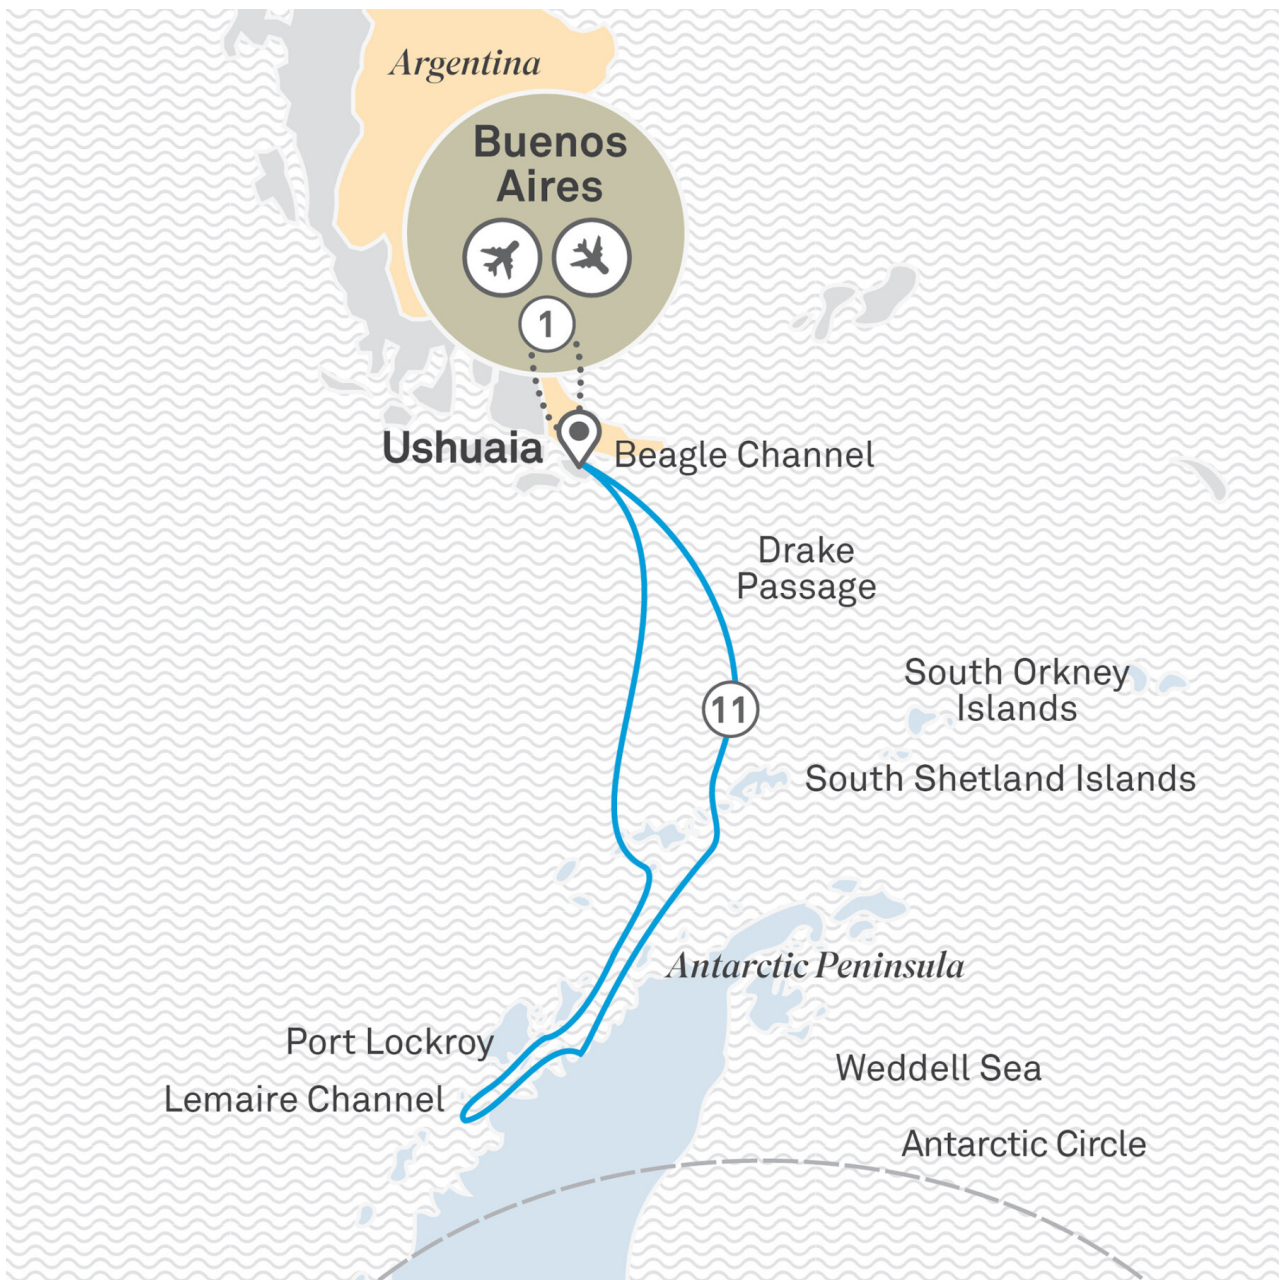 Argentina
Buenos
Aires
1
Ushuaia
Beagle Channel
Drake
Passage
South Orkney
Islands
11
South Shetland Islands
Antarctic Peninsula
Port Lockroy
Weddell Sea
Lemaire Channel
Antarctic Circle